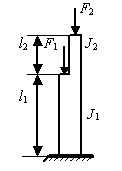 F₂
l₂ F₁ J₂
l₁ J₁